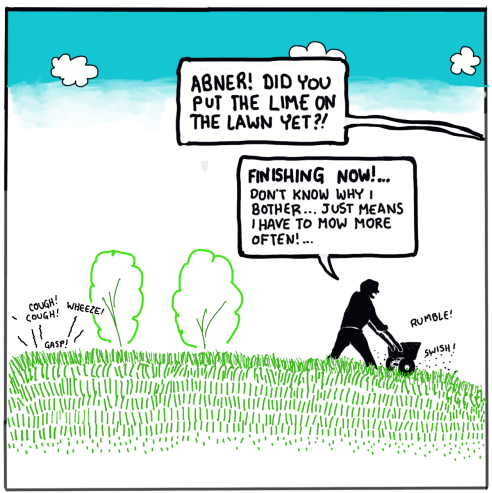 ABNER! DID YOU
PUT THE LIME ON
THE LAWN YET?!
FINISHING NOW!...
DON'T KNOW WHY I
BOTHER... JUST MEANS
I HAVE TO MOW MORE
OFTEN!...
COUGH!
COUGH!
WHEEZE!
GASP!
RUMBLE!
SWISH!